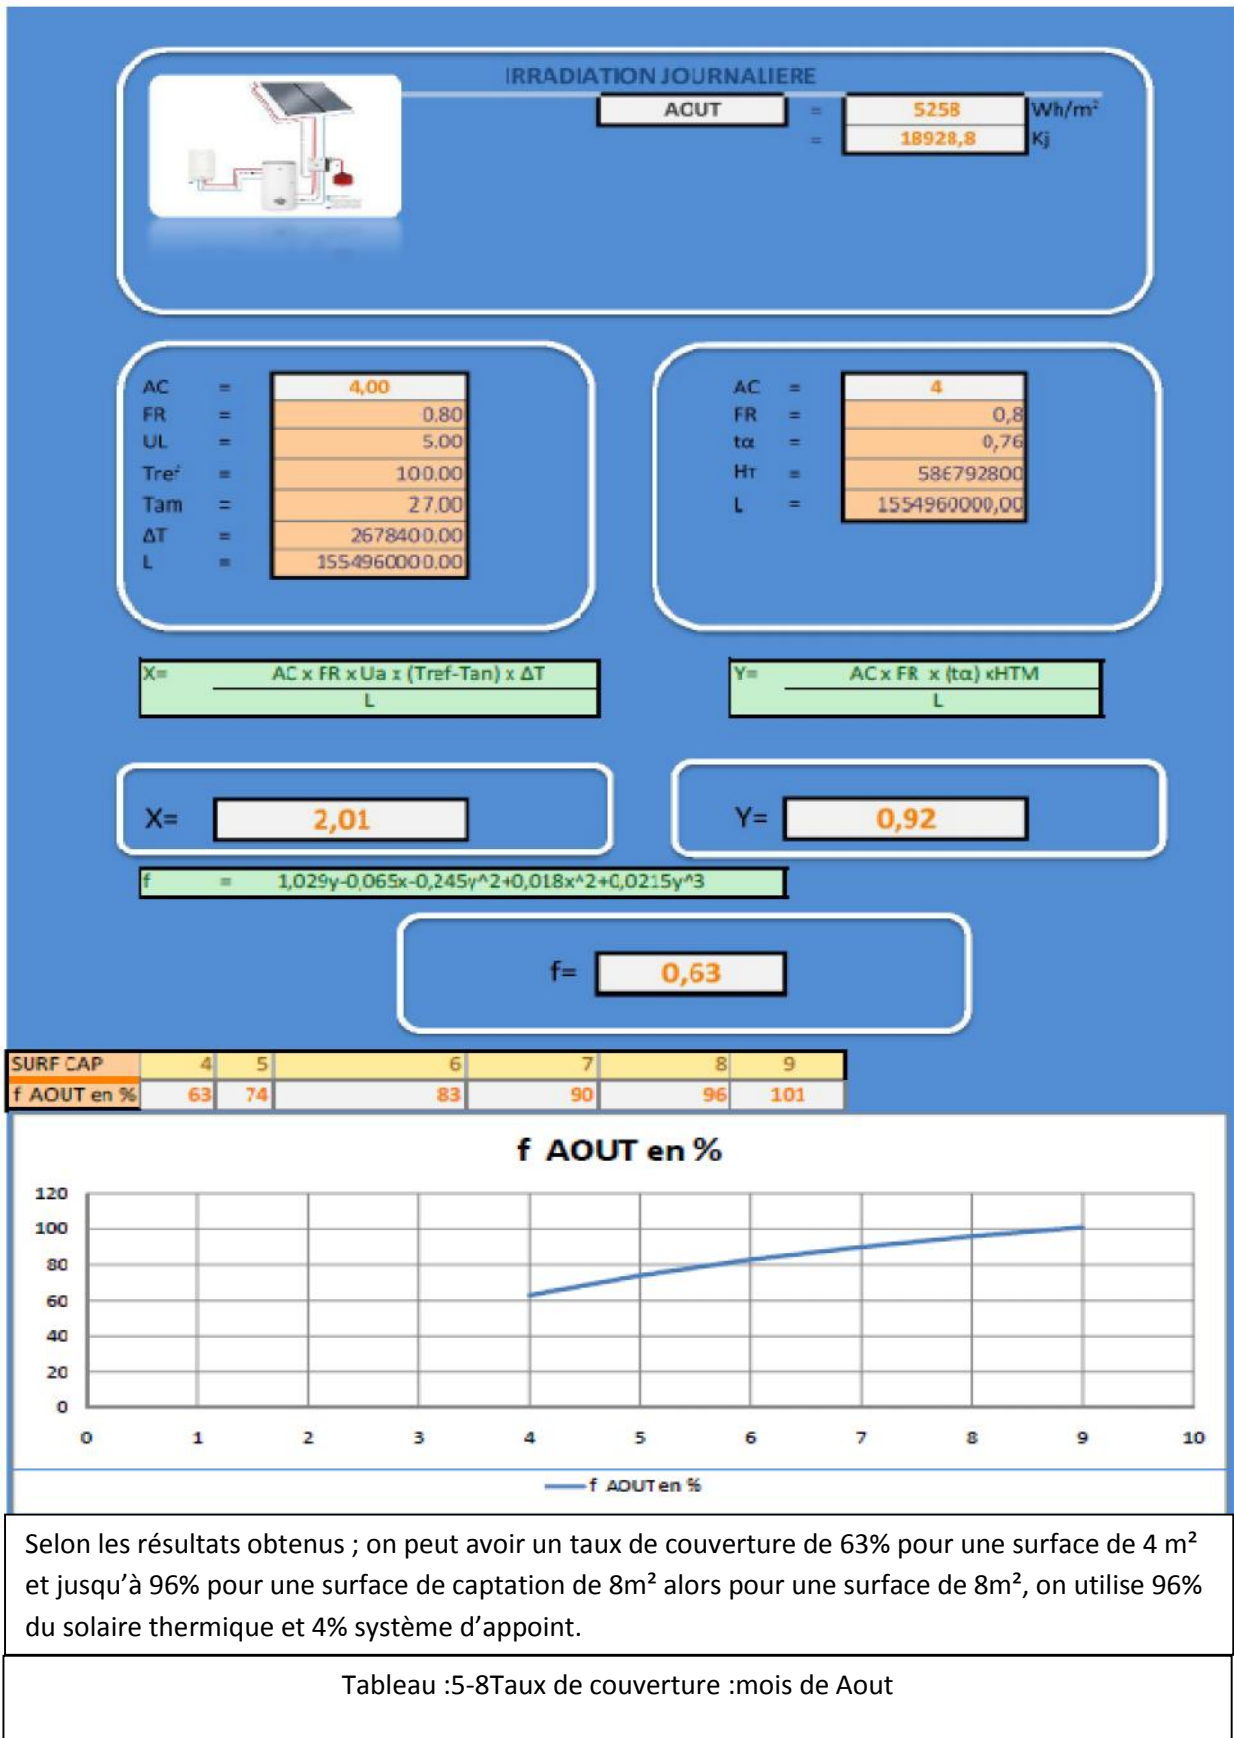 IRRADIATION JOURNALIERE
AOUT = 5258 Wh/m²
= 18928,8 Kj
AC = 4,00
FR = 0,80
UL = 5,00
Tref = 100,00
Tam = 27,00
ΔT = 2678400,00
L = 1554960000,00
AC = 4
FR = 0,8
tα = 0,76
HT = 586792800
L = 1554960000,00
X= AC x FR x Ua x (Tref-Tan) x ΔT
L
Y= AC x FR x (tα) xHTM
L
X= 2,01
Y= 0,92
f = 1,029y-0,065x-0,245y^2+0,018x^2+0,0215y^3
f= 0,63
SURF CAP 4 5 6 7 8 9
f AOUT en % 63 74 83 90 96 101
f AOUT en %
120
100
80
60
40
20
0
0 1 2 3 4 5 6 7 8 9 10
f AOUT en %
Selon les résultats obtenus ; on peut avoir un taux de couverture de 63% pour une surface de 4 m²
et jusqu’à 96% pour une surface de captation de 8m² alors pour une surface de 8m², on utilise 96%
du solaire thermique et 4% système d’appoint.
Tableau :5-8Taux de couverture :mois de Aout